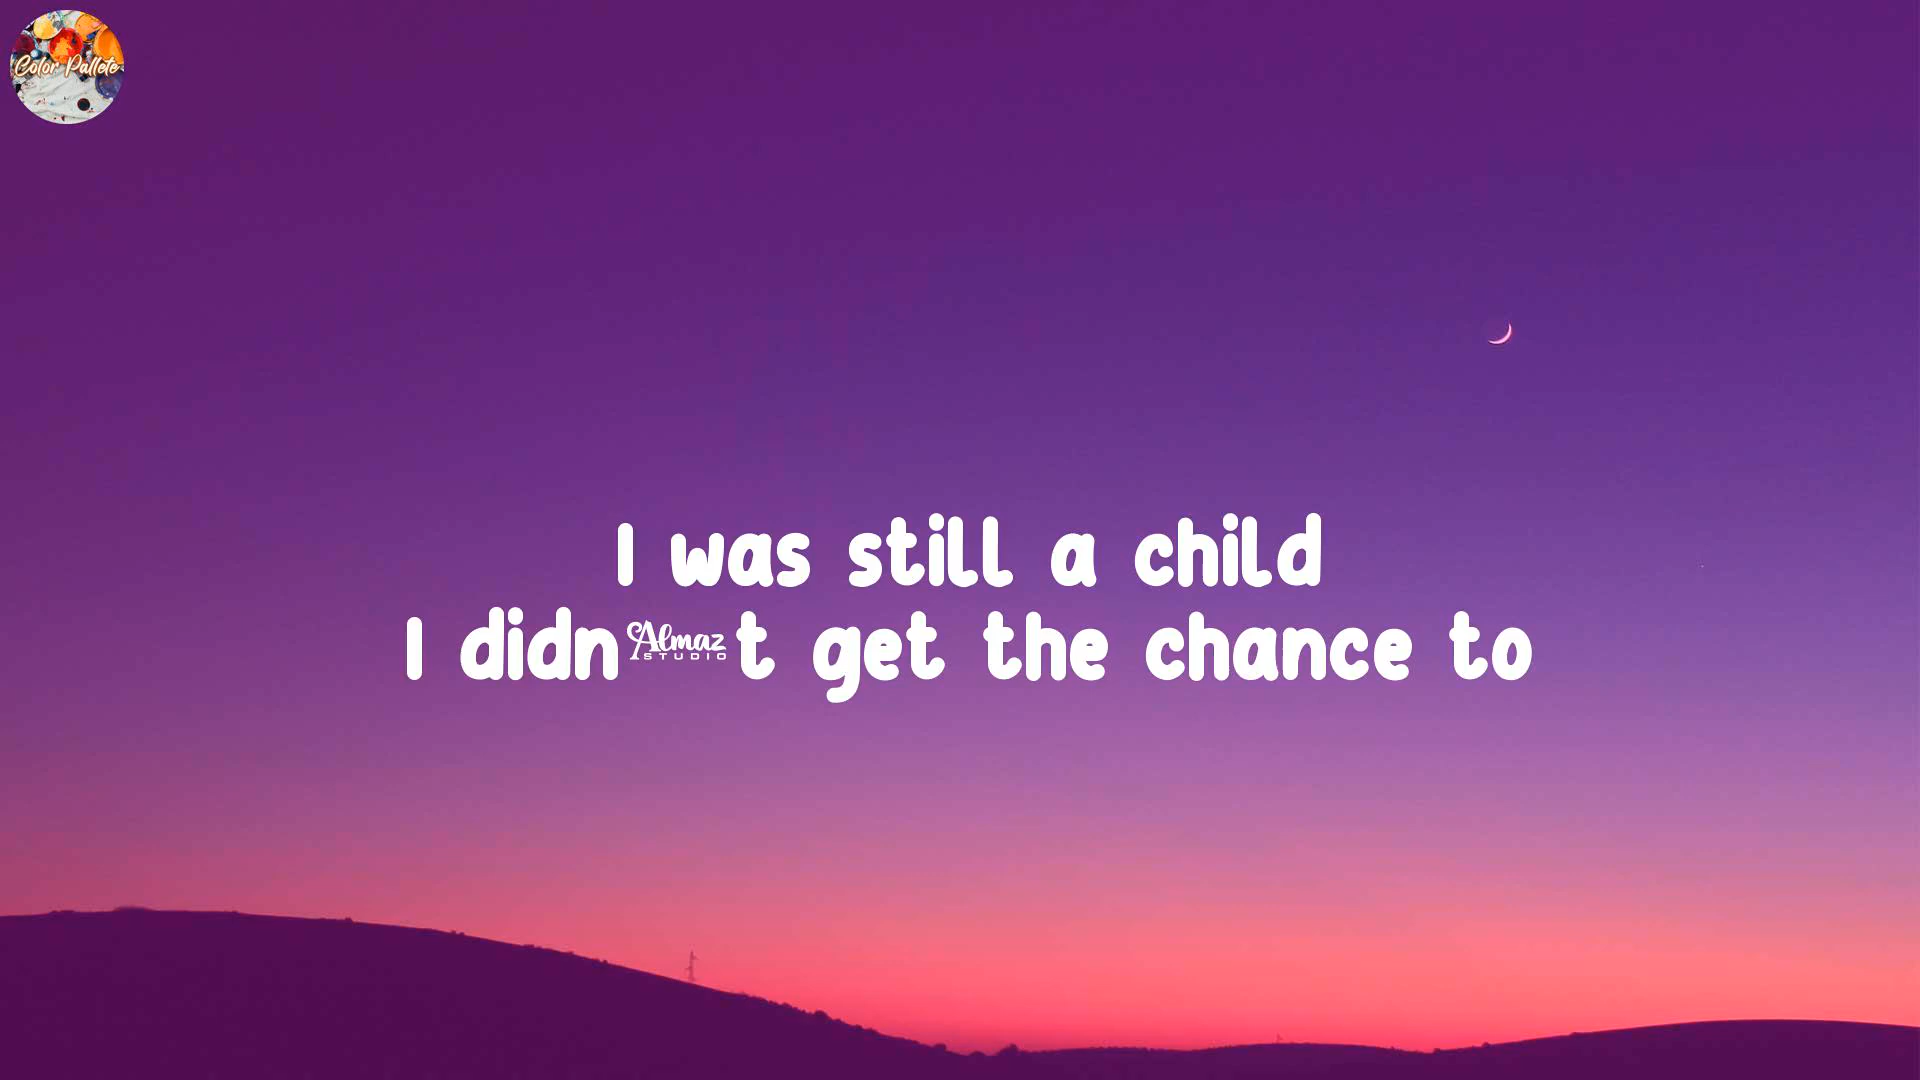 Color Pallete
I was still a child
I didn Almaz STUDIO t get the chance to